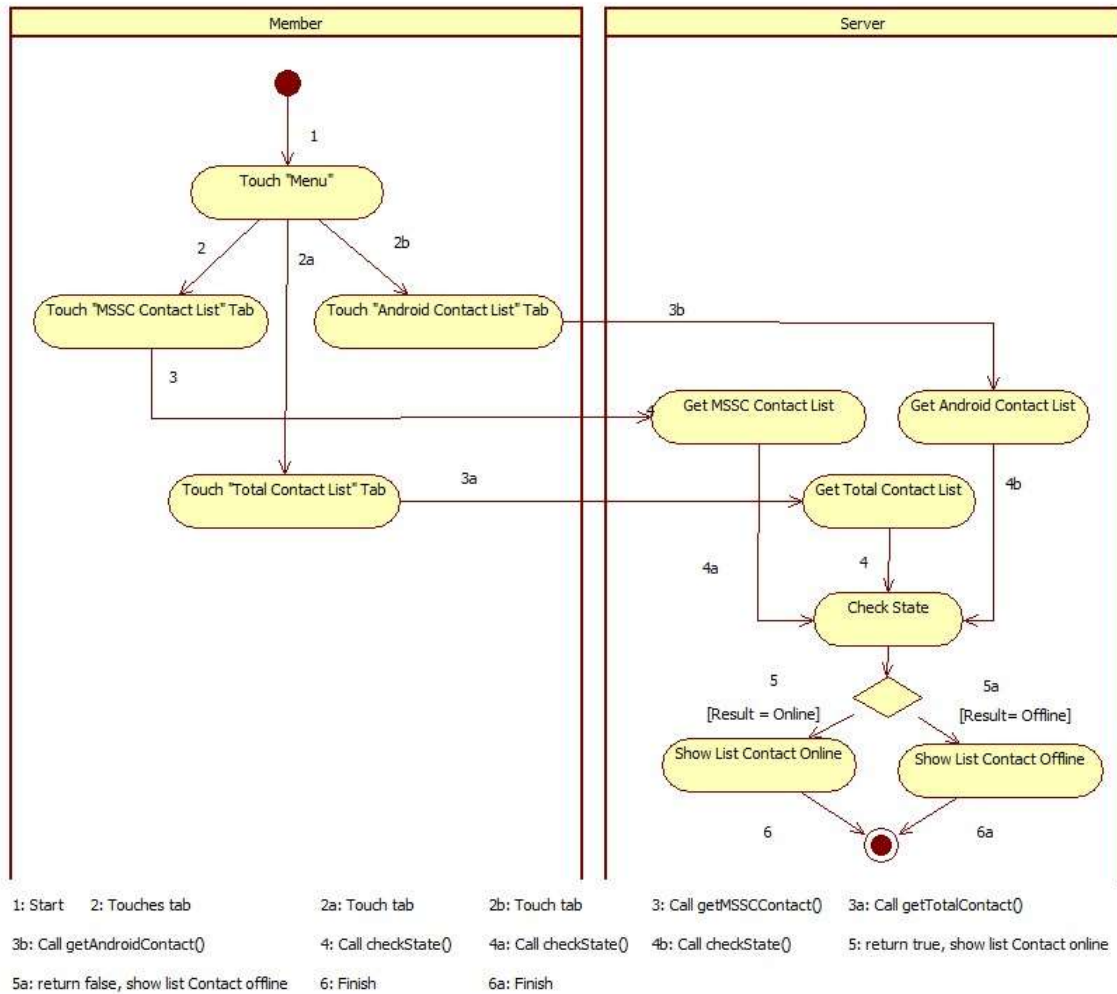 Member
Server
1
Touch "Menu"
2
2a
2b
Touch "MSSC Contact List" Tab
Touch "Android Contact List" Tab
3b
3
4
Get MSSC Contact List
Get Android Contact List
Touch "Total Contact List" Tab
3a
Get Total Contact List
4b
4a
4
Check State
5
5a
[Result = Online]
[Result= Offline]
Show List Contact Online
Show List Contact Offline
6
6a
1: Start 2: Touches tab 2a: Touch tab 2b: Touch tab 3: Call getMSSCContact() 3a: Call getTotalContact()
3b: Call getAndroidContact() 4: Call checkState() 4a: Call checkState() 4b: Call checkState() 5: return true, show list Contact online
5a: return false, show list Contact offline 6: Finish 6a: Finish